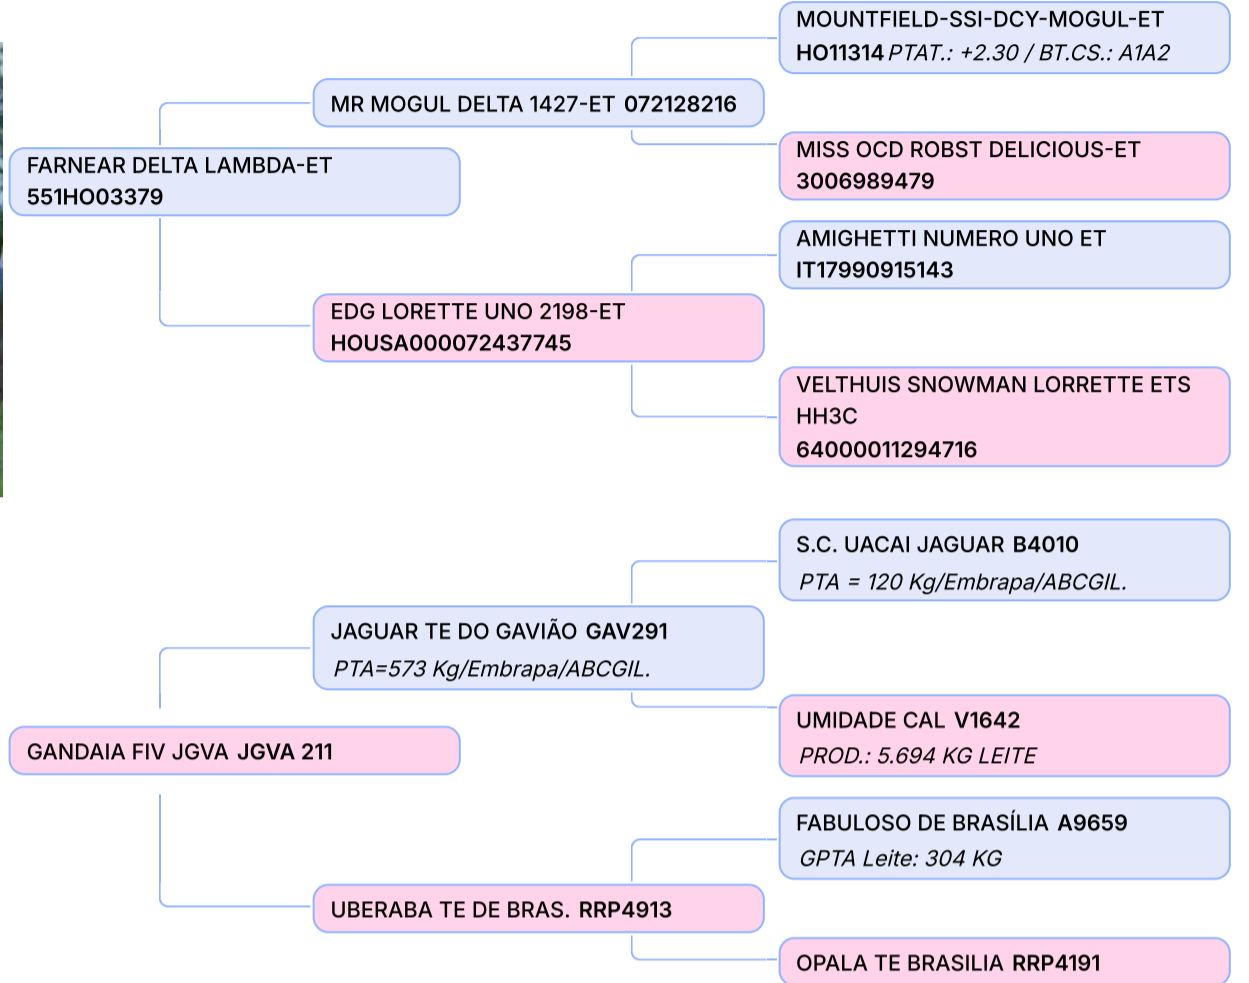 MOUNTFIELD-SSI-DCY-MOGUL-ET
HO11314 PTAT.: +2.30 / BT.CS.: A1A2
MR MOGUL DELTA 1427-ET 072128216
MISS OCD ROBST DELICIOUS-ET
3006989479
FARNEAR DELTA LAMBDA-ET
551HO03379
AMIGHETTI NUMERO UNO ET
IT17990915143
EDG LORETTE UNO 2198-ET
HOUSA000072437745
VELTHUIS SNOWMAN LORRETTE ETS
HH3C
64000011294716
S.C. UACAI JAGUAR B4010
PTA = 120 Kg/Embrapa/ABCGIL.
JAGUAR TE DO GAVIÃO GAV291
PTA=573 Kg/Embrapa/ABCGIL.
UMIDADE CAL V1642
PROD.: 5.694 KG LEITE
GANDAIA FIV JGVA JGVA 211
FABULOSO DE BRASÍLIA A9659
GPTA Leite: 304 KG
UBERABA TE DE BRAS. RRP4913
OPALA TE BRASILIA RRP4191